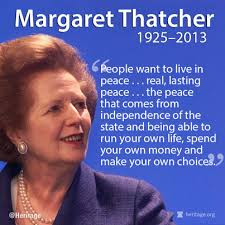 Margaret Thatcher
1925–2013
“People want to live in
peace . . . real, lasting
peace . . . the peace
that comes from
independence of the
state and being able to
run your own life, spend
your own money and
make your own choices.”
@Heritage
heritage.org